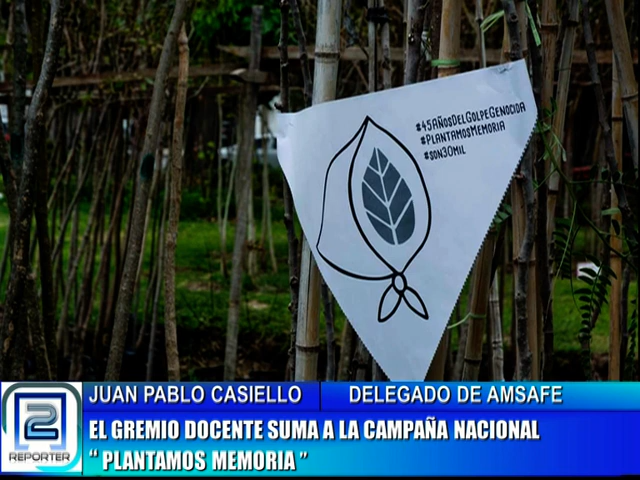 #45AÑOSDELGOLPEGENOCIDA
#PLANTAMOSMEMORIA
#SON30MIL
JUAN PABLO CASIELLO DELEGADO DE AMSAFE
EL GREMIO DOCENTE SUMA A LA CAMPAÑA NACIONAL
“ PLANTAMOS MEMORIA ”
2
REPORTER